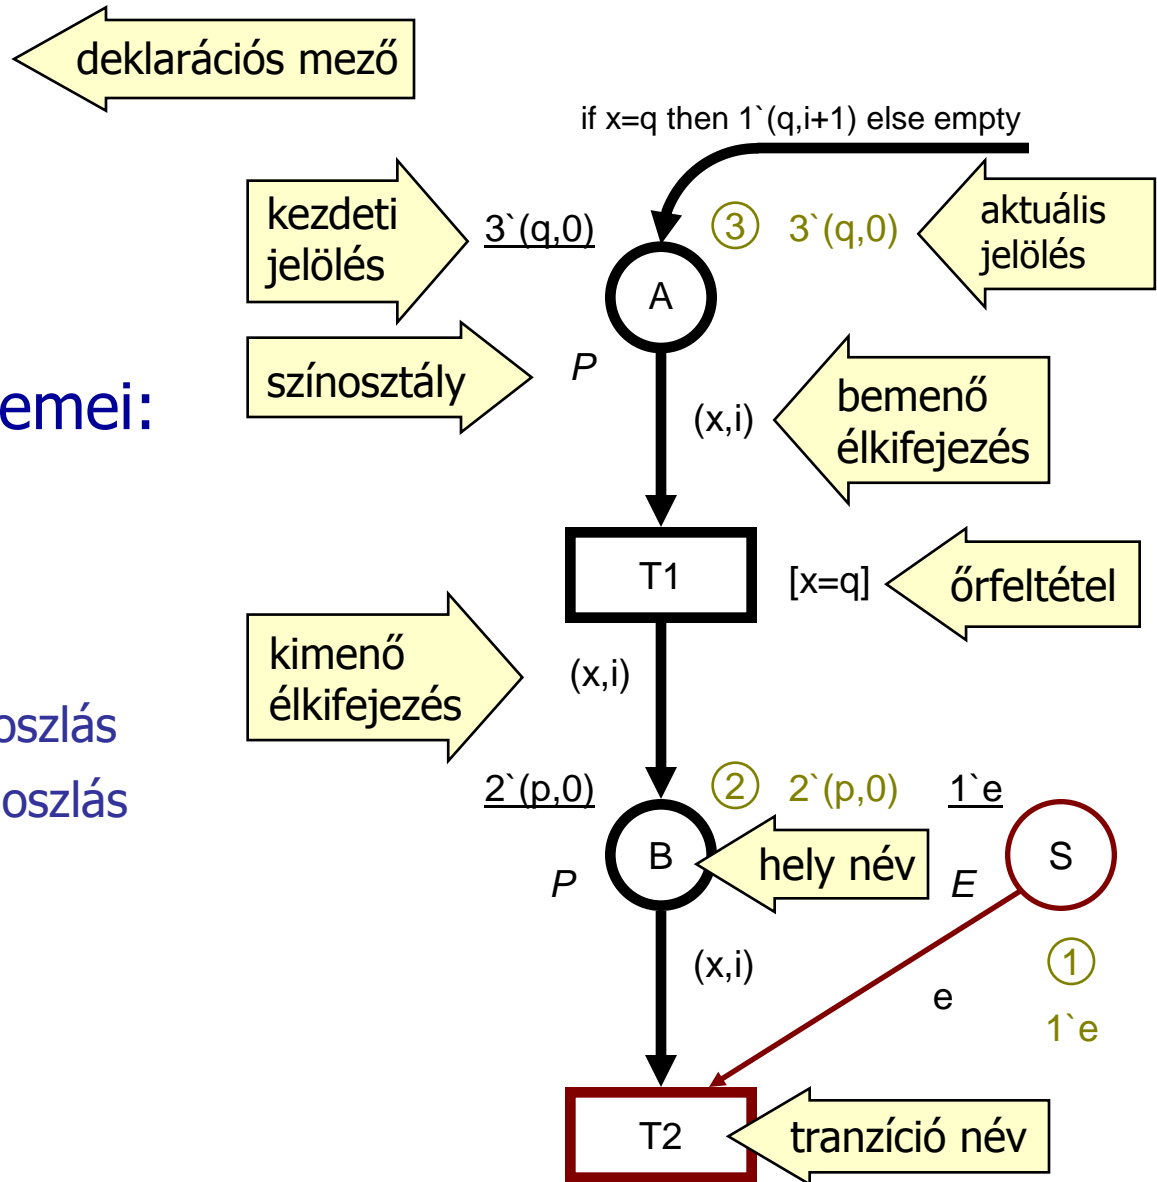 deklarációs mező
if x=q then 1`(q,i+1) else empty
kezdeti
jelölés
3`(q,0)
3
3`(q,0)
aktuális
jelölés
A
színosztály
P
emei:
(x,i)
bemenő
élkifejezés
T1
[x=q]
őrfeltétel
kimenő
élkifejezés
(x,i)
oszlás
oszlás
2`(p,0)
2
2`(p,0)
1`e
B
hely név
S
P
E
(x,i)
1
e
1`e
T2
tranzíció név